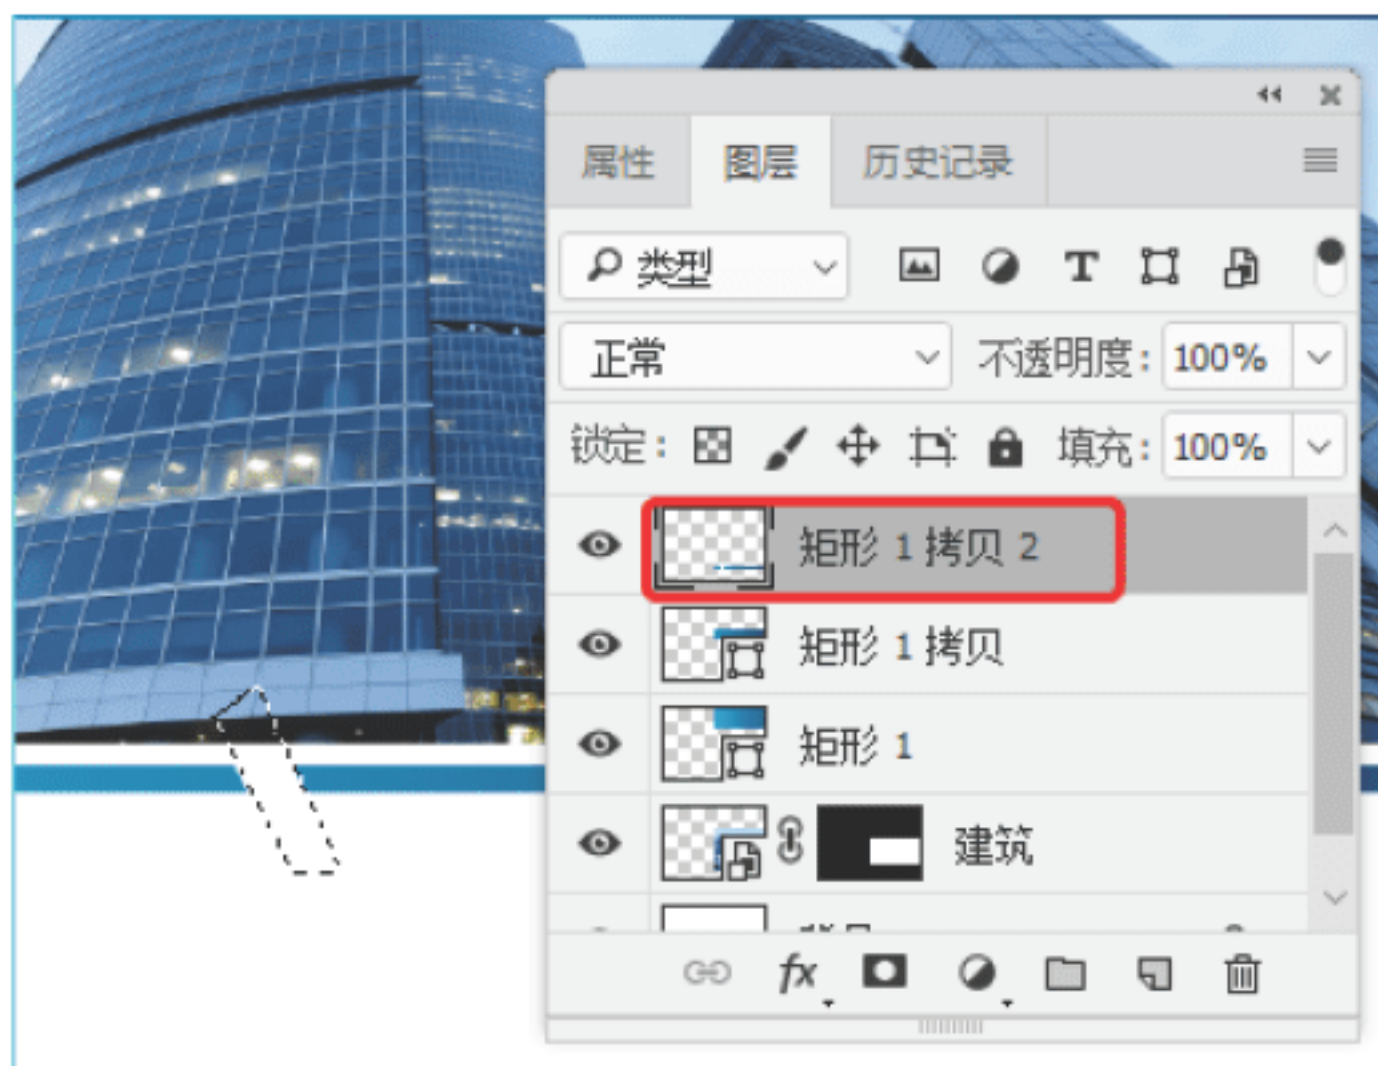 属性 图层 历史记录
类型
正常 不透明度: 100%
锁定: 填充: 100%
矩形 1 拷贝 2
矩形 1 拷贝
矩形 1
建筑
fx